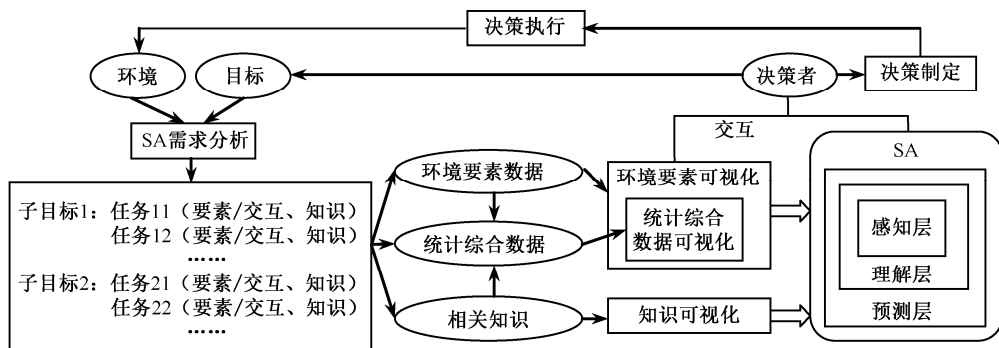 决策执行
环境
目标
决策者
决策制定
SA需求分析
交互
SA
子目标1：任务11（要素/交互、知识）
任务12（要素/交互、知识）
……
子目标2：任务21（要素/交互、知识）
任务22（要素/交互、知识）
……
环境要素数据
统计综合数据
相关知识
环境要素可视化
统计综合
数据可视化
知识可视化
感知层
理解层
预测层